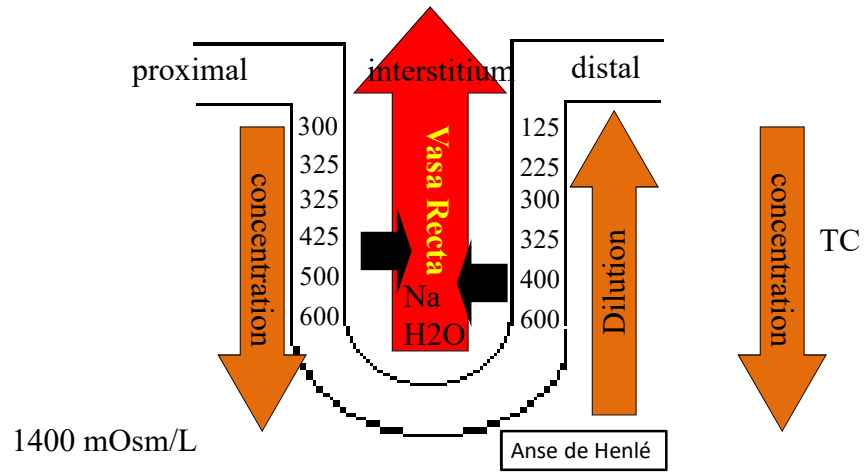 proximal
interstitium
distal
concentration
300
325
325
425
500
600
Vasa Recta
Na
H2O
125
225
300
325
400
600
Dilution
concentration
TC
1400 mOsm/L
Anse de Henlé